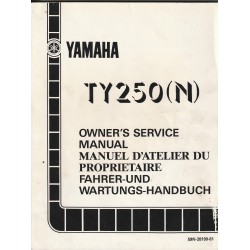 YAMAHA
TY250(N)
OWNER'S SERVICE
MANUAL
MANUEL D'ATELIER DU
PROPRIETAIRE
FAHRER-UND
WARTUNGS-HANDBUCH